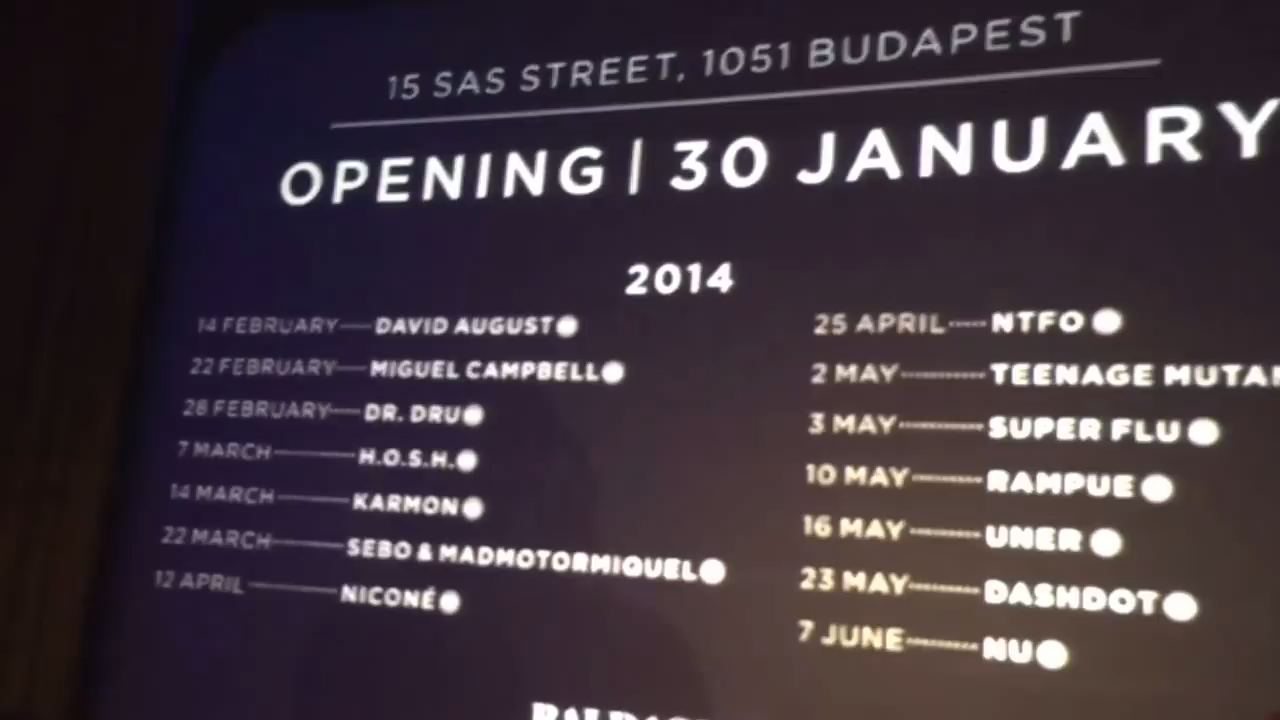 15 SAS STREET, 1051 BUDAPEST
OPENING | 30 JANUARY
2014
14 FEBRUARY DAVID AUGUST
22 FEBRUARY MIGUEL CAMPBELL
28 FEBRUARY DR. DRU
7 MARCH H.O.S.H.
14 MARCH KARMON
22 MARCH SEBO & MADMOTORMIQUEL
12 APRIL NICONÉ
25 APRIL NTFO
2 MAY TEENAGE
3 MAY SUPER FLU
10 MAY RAMPUE
16 MAY UNER
23 MAY DASHDOT
7 JUNE NU